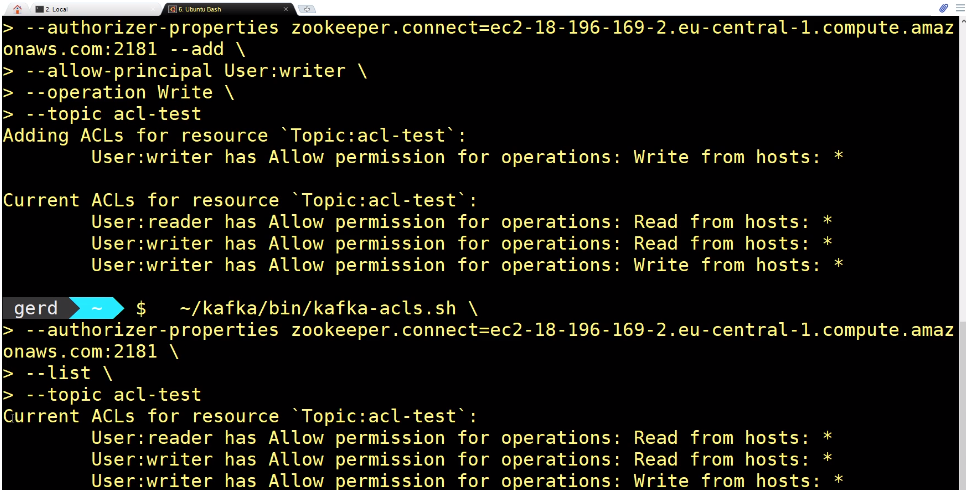 2. Local
6. Ubuntu Bash
> --authorizer-properties zookeeper.connect=ec2-18-196-169-2.eu-central-1.compute.amaz
onaws.com:2181 --add \
> --allow-principal User:writer \
> --operation Write \
> --topic acl-test
Adding ACLs for resource `Topic:acl-test`:
User:writer has Allow permission for operations: Write from hosts: *
Current ACLs for resource `Topic:acl-test`:
User:reader has Allow permission for operations: Read from hosts: *
User:writer has Allow permission for operations: Read from hosts: *
User:writer has Allow permission for operations: Write from hosts: *
gerd ~ $ ~/kafka/bin/kafka-acls.sh \
> --authorizer-properties zookeeper.connect=ec2-18-196-169-2.eu-central-1.compute.amaz
onaws.com:2181 \
> --list \
> --topic acl-test
Current ACLs for resource `Topic:acl-test`:
User:reader has Allow permission for operations: Read from hosts: *
User:writer has Allow permission for operations: Read from hosts: *
User:writer has Allow permission for operations: Write from hosts: *